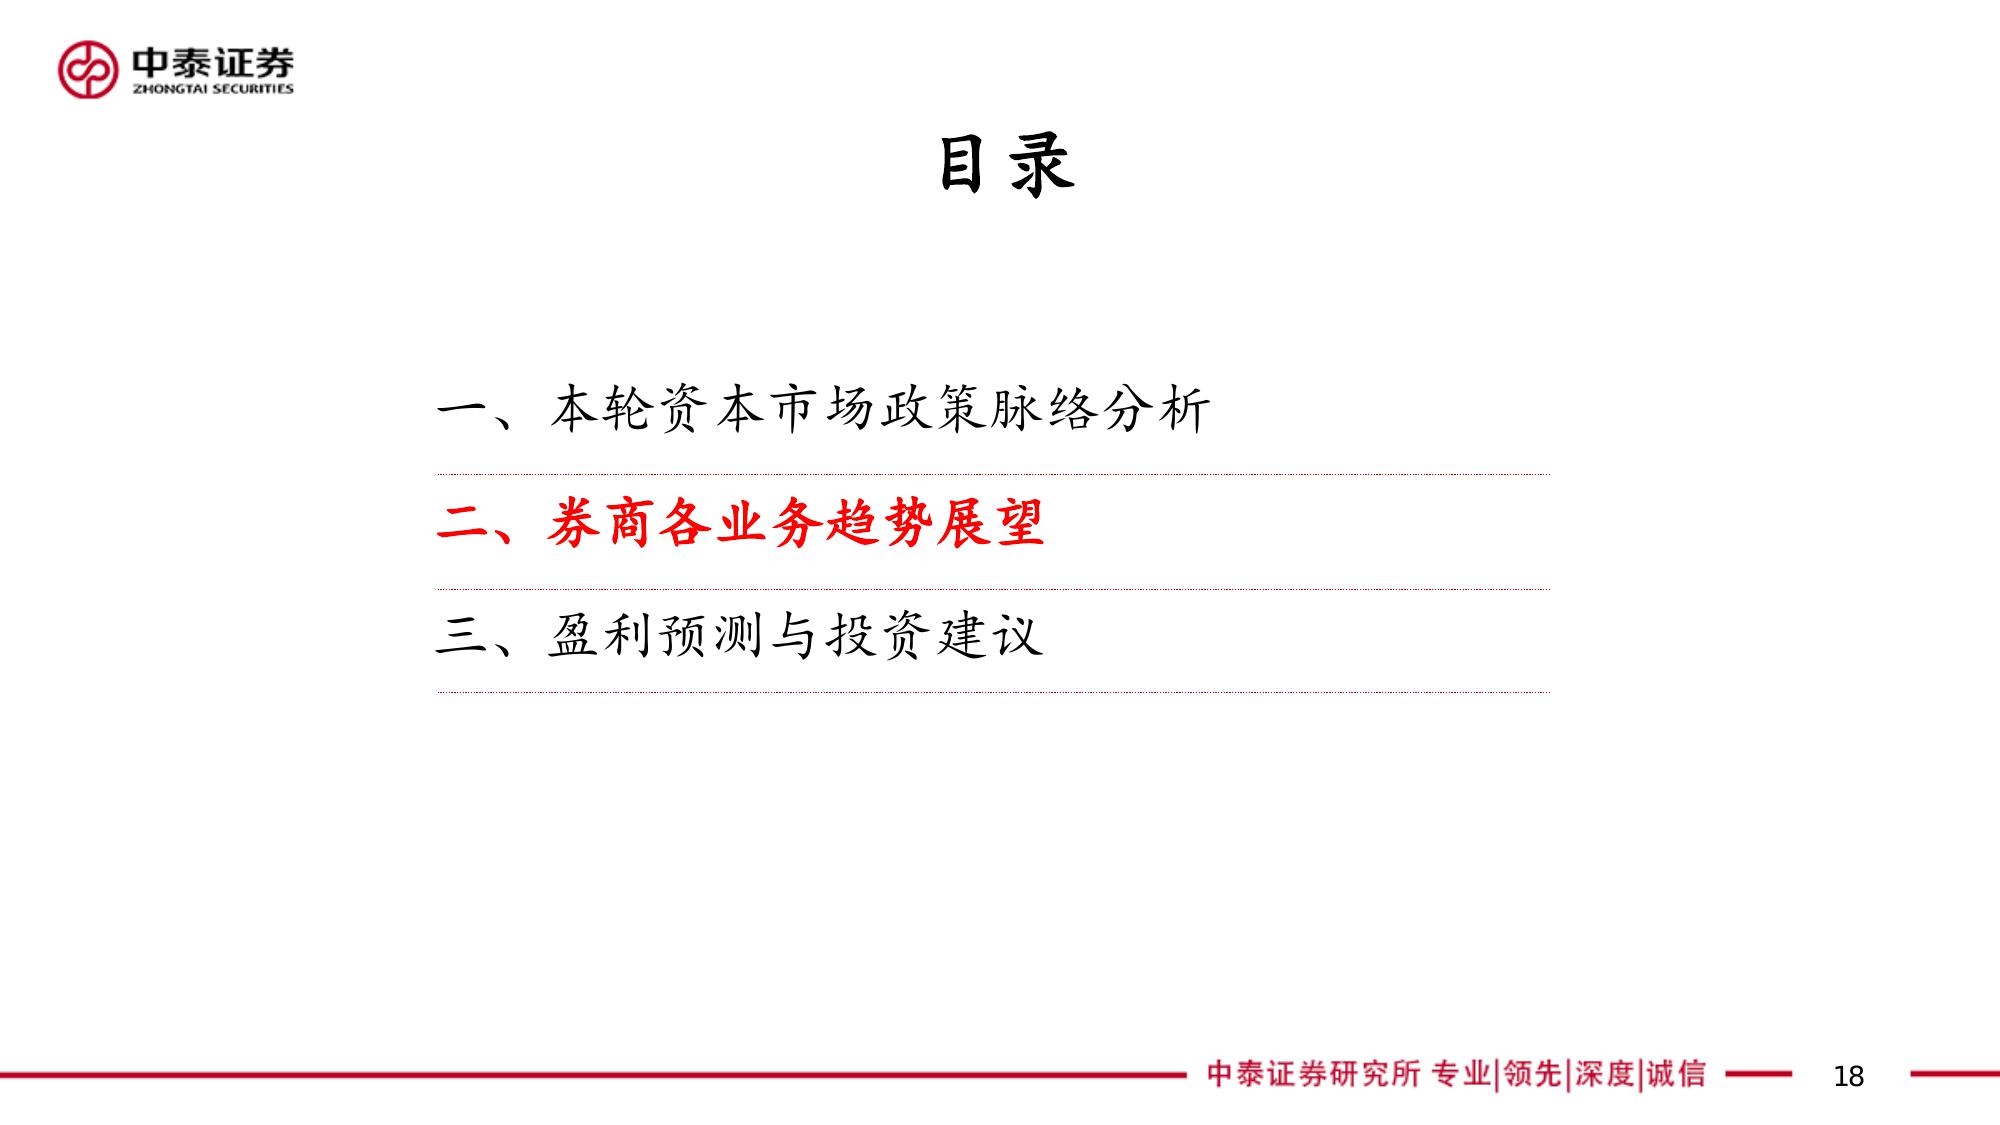 中泰证券
ZHONGTAI SECURITIES
目录
一、本轮资本市场政策脉络分析
二、券商各业务趋势展望
三、盈利预测与投资建议
中泰证券研究所 专业|领先|深度|诚信
18